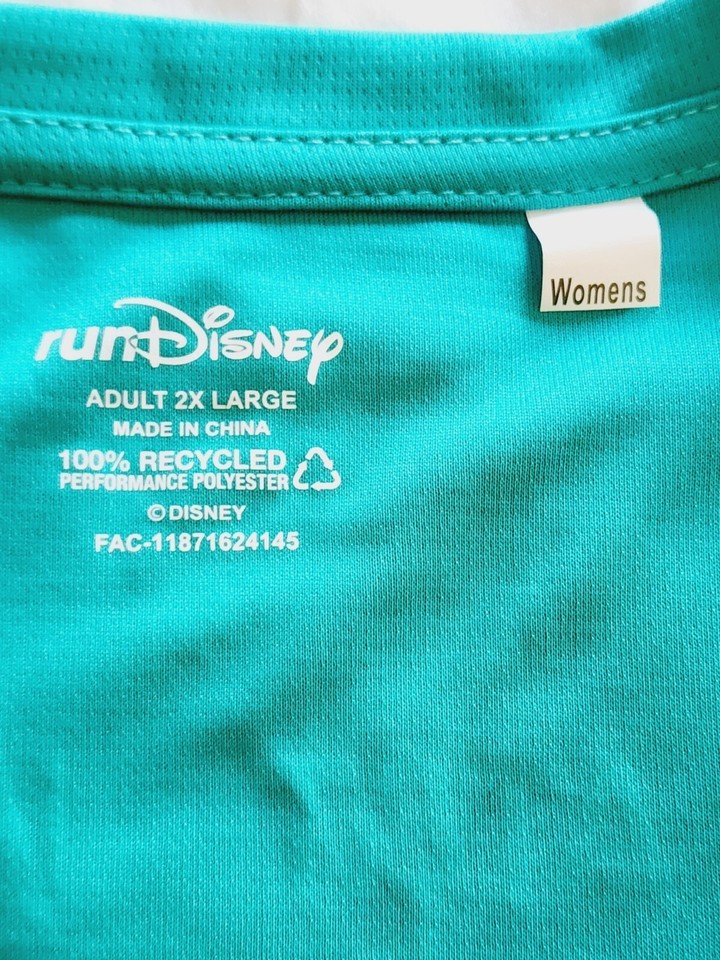 Womens
runDisney
ADULT 2X LARGE
MADE IN CHINA
100% RECYCLED
PERFORMANCE POLYESTER
© DISNEY
FAC-11871624145